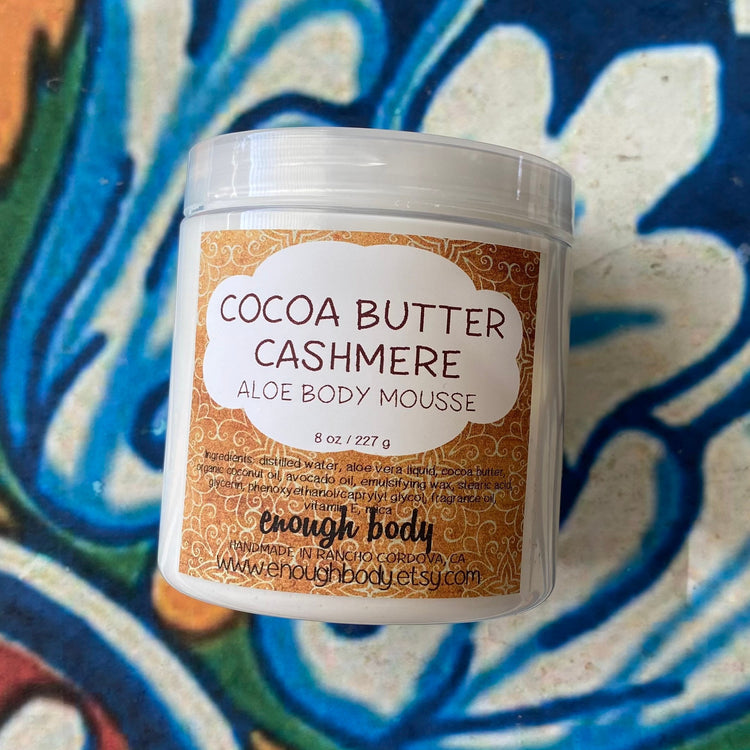 COCOA BUTTER
CASHMERE
ALOE BODY MOUSSE
8 oz / 227 g
Ingredients: distilled water, aloe vera liquid, cocoa butter,
organic coconut oil, avocado oil, emulsifying wax, stearic acid,
glycerin, phenoxyethanol/caprylyl glycol, fragrance oil,
vitamin E, mica
enough body
HANDMADE IN RANCHO CORDOVA, CA
www.enoughbody.etsy.com